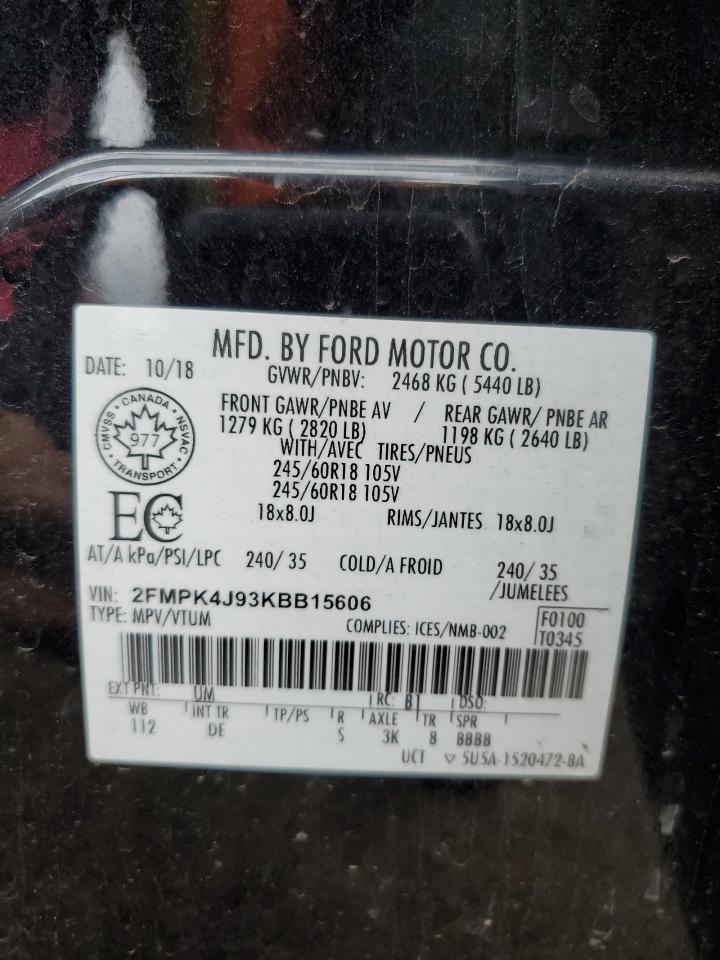 MFD. BY FORD MOTOR CO.
DATE: 10/18
GVWR/PNBV: 2468 KG ( 5440 LB)
FRONT GAWR/PNBE AV / REAR GAWR/ PNBE AR
1279 KG ( 2820 LB) 1198 KG ( 2640 LB)
WITH/AVEC TIRES/PNEUS
245/60R18 105V
245/60R18 105V
18x8.0J RIMS/JANTES 18x8.0J
CANADA
CMVSS NSVAC
977
TRANSPORT
EC
AT/A kPa/PSI/LPC 240/ 35 COLD/A FROID 240/ 35
/JUMELEES
VIN: 2FMPK4J93KBB15606
TYPE: MPV/VTUM
COMPLIES: ICES/NMB-002
F0100
T0345
EXT PNT: UM RC: B1 DSO:
WB INT TR TP/PS R AXLE TR SPR
112 DE S 3K 8 BBBB
UCT ▽ 5U5A-1520472-BA